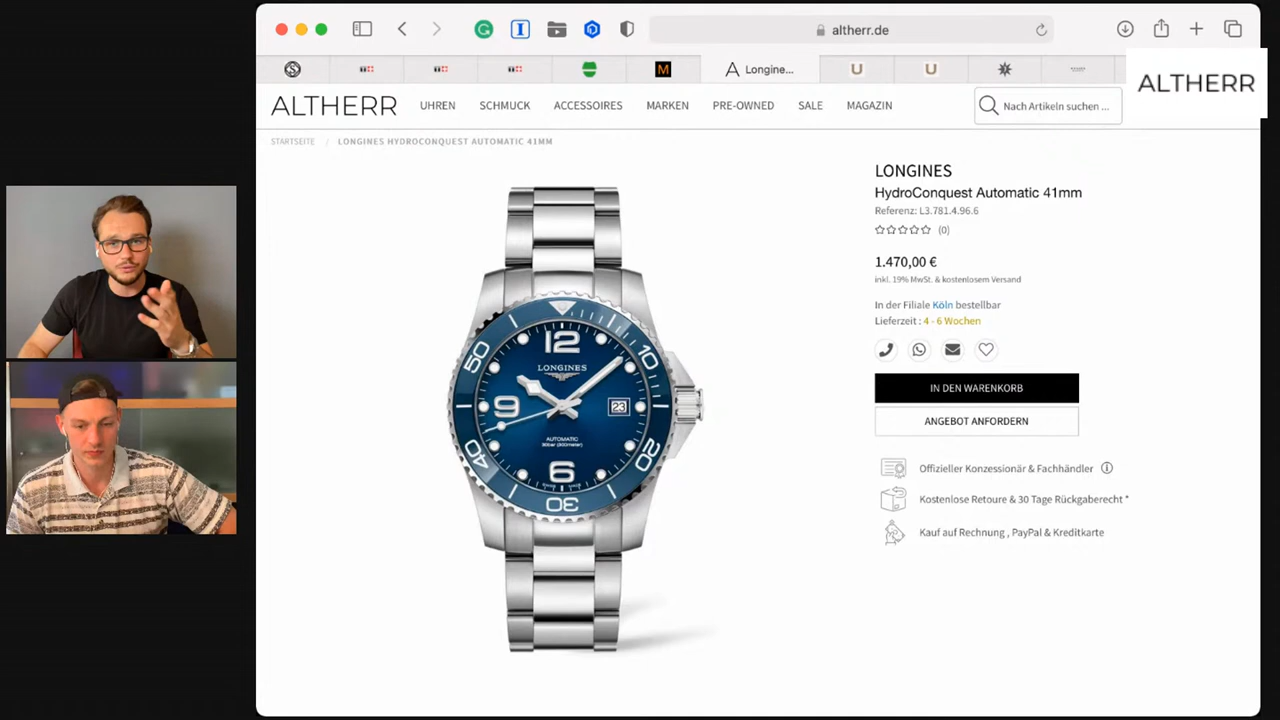 altherr.de
M
Longine...
ALTHERR
ALTHERR
UHREN
SCHMUCK
ACCESSOIRES
MARKEN
PRE-OWNED
SALE
MAGAZIN
Nach Artikeln suchen ...
STARTSEITE / LONGINES HYDROCONQUEST AUTOMATIC 41MM
LONGINES
HydroConquest Automatic 41mm
Referenz: L3.781.4.96.6
(0)
1.470,00 €
inkl. 19% MwSt. & kostenlosem Versand
In der Filiale Köln bestellbar
Lieferzeit : 4 - 6 Wochen
IN DEN WARENKORB
ANGEBOT ANFORDERN
Offizieller Konzessionär & Fachhändler
Kostenlose Retoure & 30 Tage Rückgaberecht *
Kauf auf Rechnung , PayPal & Kreditkarte
10
20
30
40
50
12
LONGINES
9
23
AUTOMATIC
30bar (300meter)
6